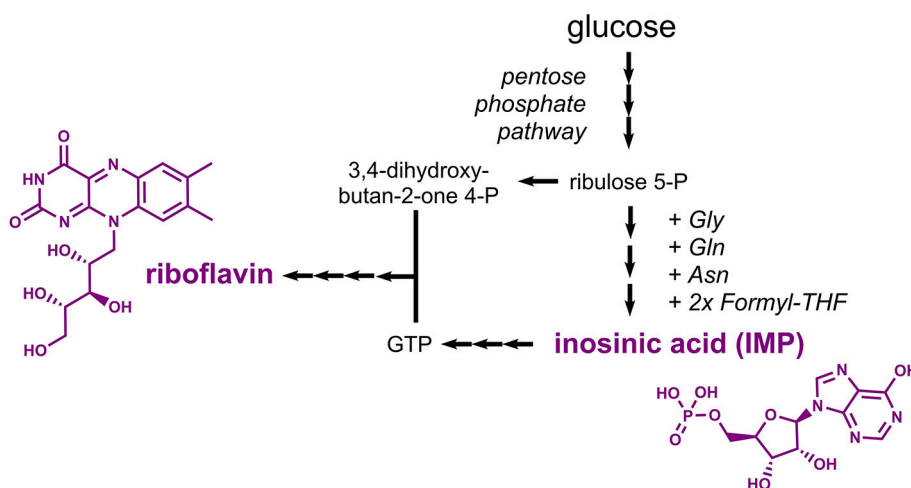 glucose
pentose
phosphate
pathway
3,4-dihydroxy-
butan-2-one 4-P
ribulose 5-P
+ Gly
+ Gln
+ Asn
+ 2x Formyl-THF
riboflavin
GTP
inosinic acid (IMP)
O
N
HN
O
N
N
HO
HO
OH
HO
HO
OH
P
O
O
O
N
N
OH
N
N
OH
HO